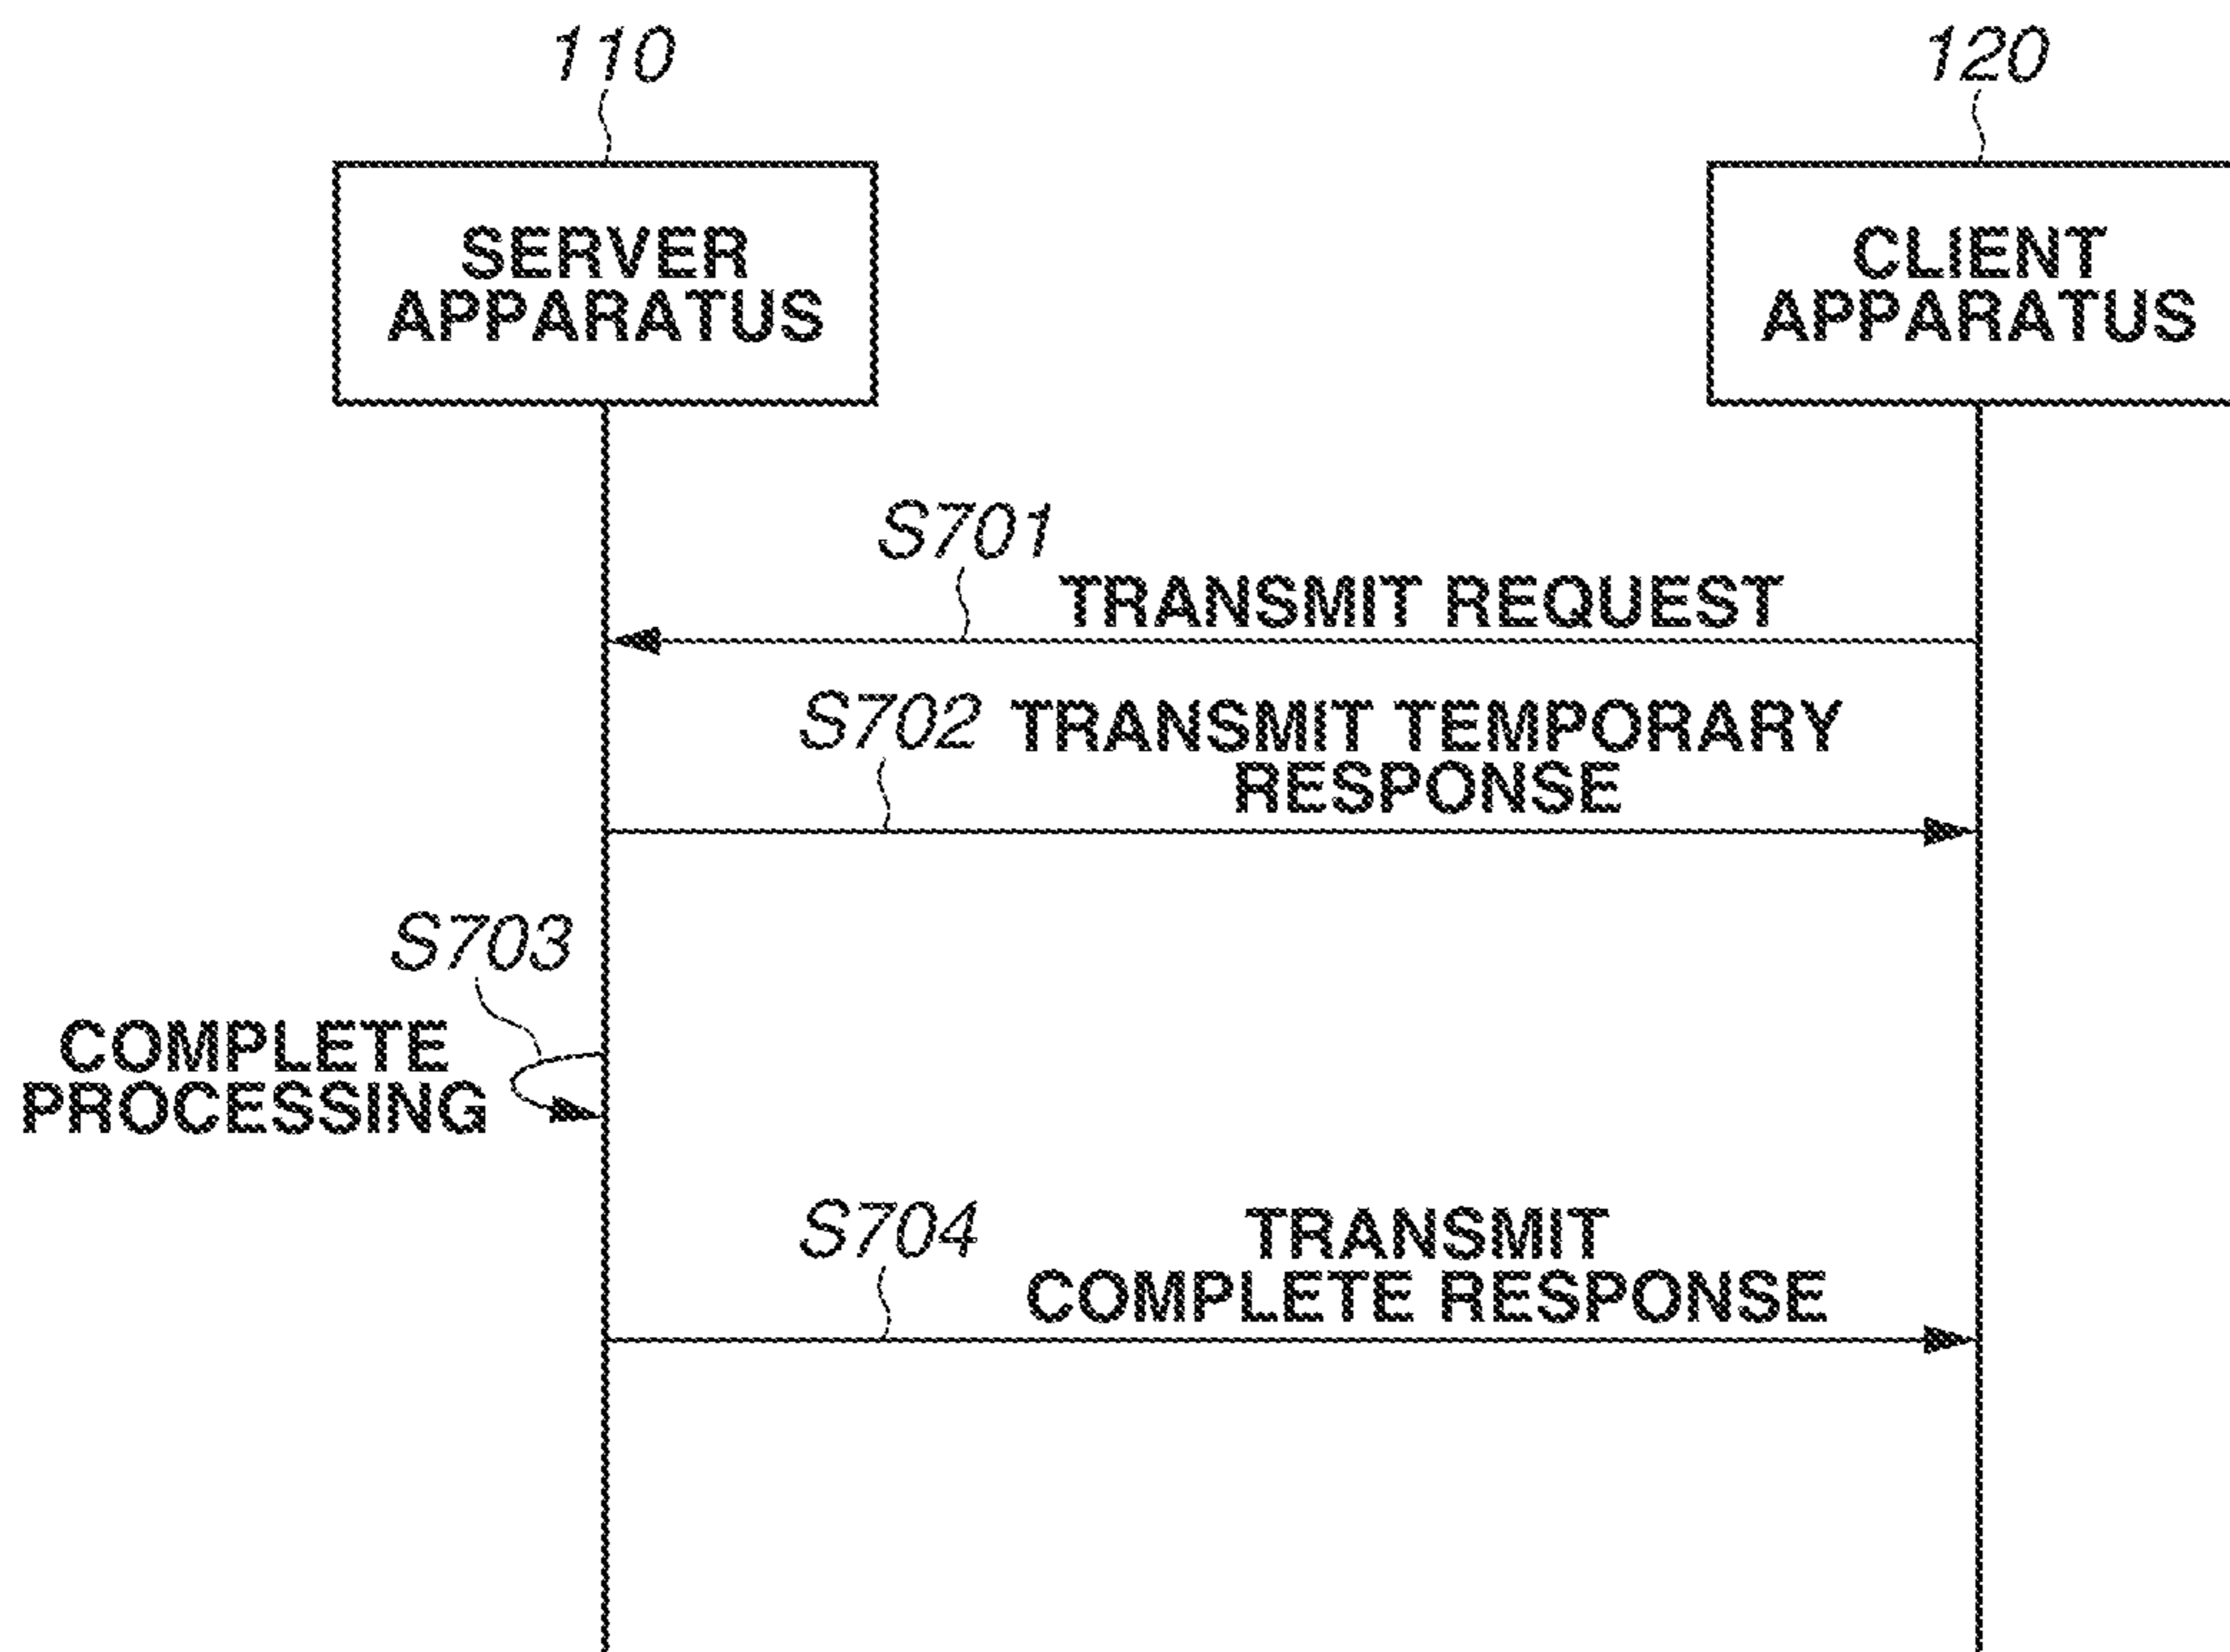 110
120
SERVER
APPARATUS
CLIENT
APPARATUS
S701
TRANSMIT REQUEST
S702
TRANSMIT TEMPORARY
RESPONSE
S703
COMPLETE
PROCESSING
S704
TRANSMIT
COMPLETE RESPONSE